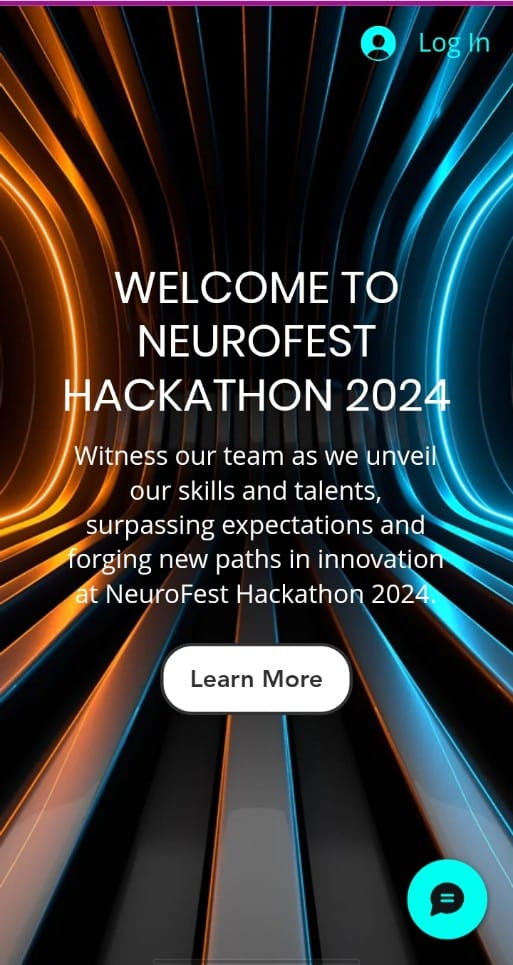 Log In
WELCOME TO
NEUROFEST
HACKATHON 2024
Witness our team as we unveil
our skills and talents,
surpassing expectations and
forging new paths in innovation
at NeuroFest Hackathon 2024.
Learn More